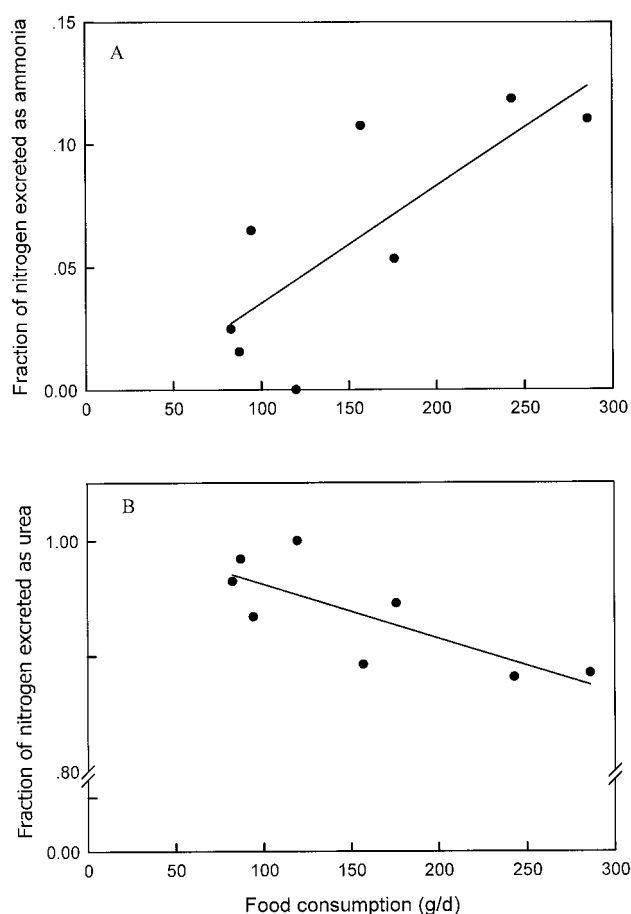 .15
A
.10
.05
0.00
0 50 100 150 200 250 300
Fraction of nitrogen excreted as ammonia
B
1.00
.80
0.00
0 50 100 150 200 250 300
Fraction of nitrogen excreted as urea
Food consumption (g/d)